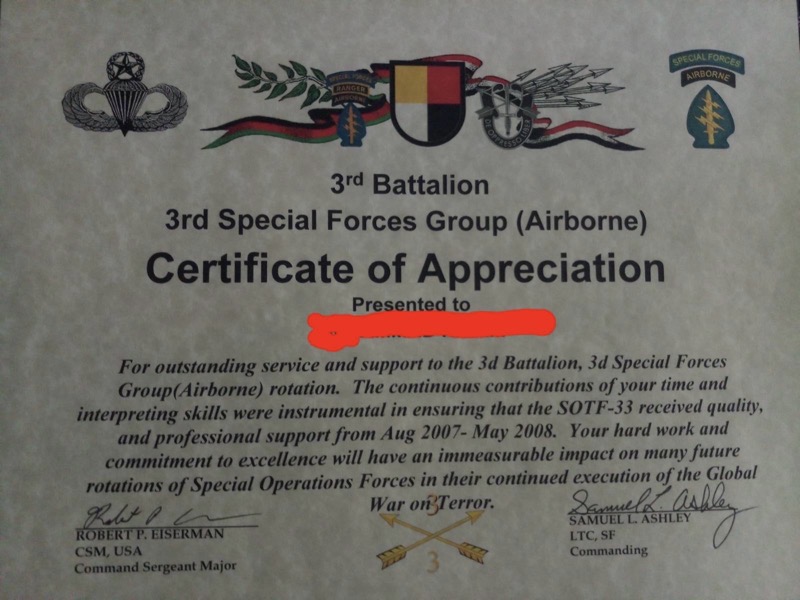 SPECIAL FORCES
RANGER
AIRBORNE
SPECIAL FORCES
AIRBORNE
3rd Battalion
3rd Special Forces Group (Airborne)
Certificate of Appreciation
Presented to
For outstanding service and support to the 3d Battalion, 3d Special Forces
Group(Airborne) rotation. The continuous contributions of your time and
interpreting skills were instrumental in ensuring that the SOTF-33 received quality,
and professional support from Aug 2007- May 2008. Your hard work and
commitment to excellence will have an immeasurable impact on many future
rotations of Special Operations Forces in their continued execution of the Global
War on Terror.
3
3
ROBERT P. EISERMAN
CSM, USA
Command Sergeant Major
Samuel L. Ashley
SAMUEL L. ASHLEY
LTC, SF
Commanding